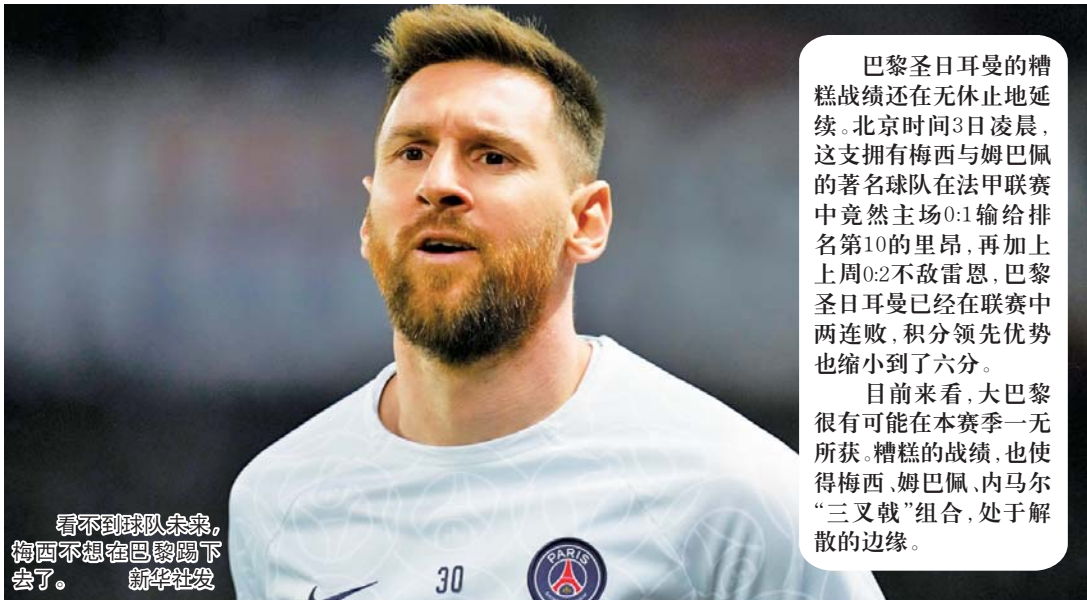 巴黎圣日耳曼的糟
糕战绩还在无休止地延
续。北京时间3日凌晨，
这支拥有梅西与姆巴佩
的著名球队在法甲联赛
中竟然主场0:1输给排
名第10的里昂，再加上
上周0:2不敌雷恩，巴黎
圣日耳曼已经在联赛中
两连败，积分领先优势
也缩小到了六分。
目前来看，大巴黎
很有可能在本赛季一无
所获。糟糕的战绩，也使
得梅西、姆巴佩、内马尔
“三叉戟”组合，处于解
散的边缘。
看不到球队未来，
梅西不想在巴黎踢下
去了。 新华社发
30
PARIS